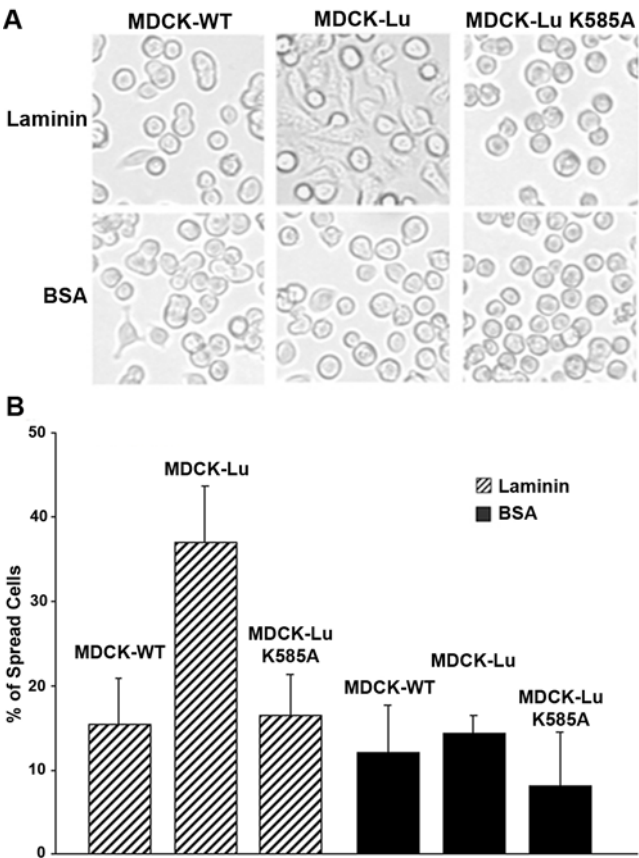 A
MDCK-WT MDCK-Lu MDCK-Lu K585A
Laminin
BSA
B
% of Spread Cells
50
40
30
20
10
0
MDCK-WT
MDCK-Lu
MDCK-Lu
K585A
MDCK-WT
MDCK-Lu
MDCK-Lu
K585A
Laminin
BSA